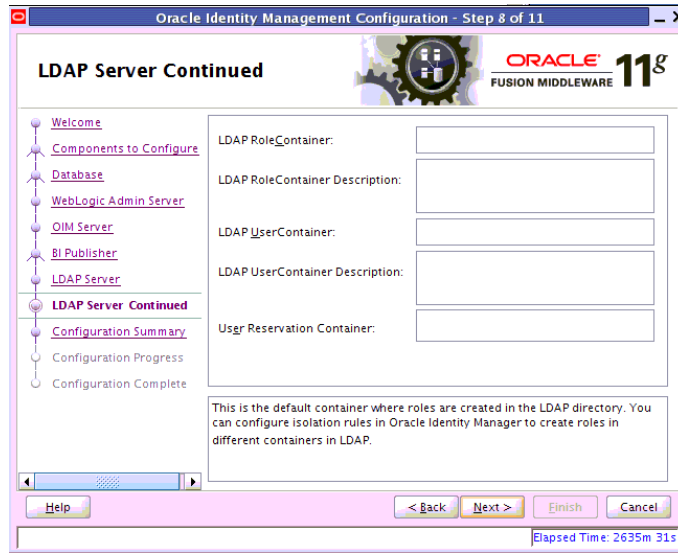 Oracle Identity Management Configuration - Step 8 of 11
LDAP Server Continued
ORACLE
FUSION MIDDLEWARE 11g
Welcome
Components to Configure
Database
WebLogic Admin Server
OIM Server
BI Publisher
LDAP Server
LDAP Server Continued
Configuration Summary
Configuration Progress
Configuration Complete
LDAP RoleContainer:
LDAP RoleContainer Description:
LDAP UserContainer:
LDAP UserContainer Description:
User Reservation Container:
This is the default container where roles are created in the LDAP directory. You
can configure isolation rules in Oracle Identity Manager to create roles in
different containers in LDAP.
Help
< Back
Next >
Finish
Cancel
Elapsed Time: 2635m 31s